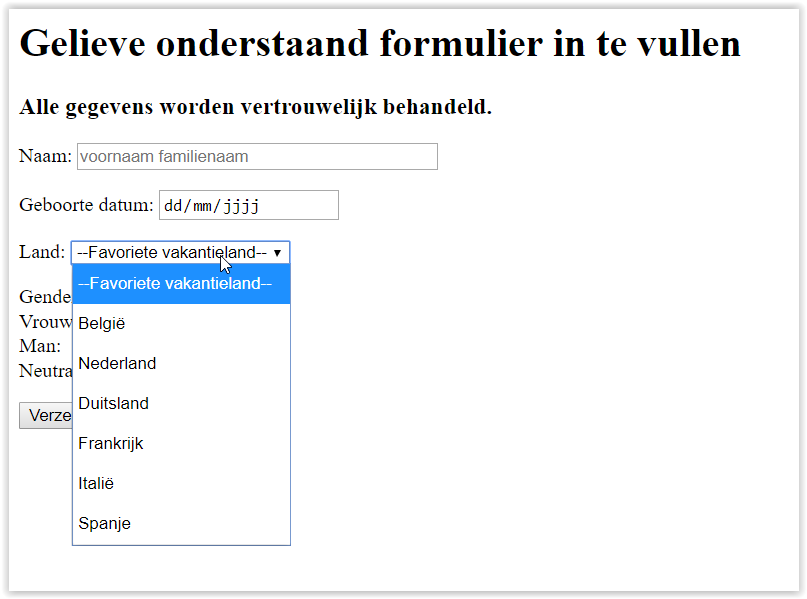 Gelieve onderstaand formulier in te vullen
Alle gegevens worden vertrouwelijk behandeld.
Naam: voornaam familienaam
Geboorte datum: dd/mm/jjjj
Land: --Favoriete vakantieland--
--Favoriete vakantieland--
België
Nederland
Duitsland
Frankrijk
Italië
Spanje
Gende
Vrouw
Man:
Neutra
Verze